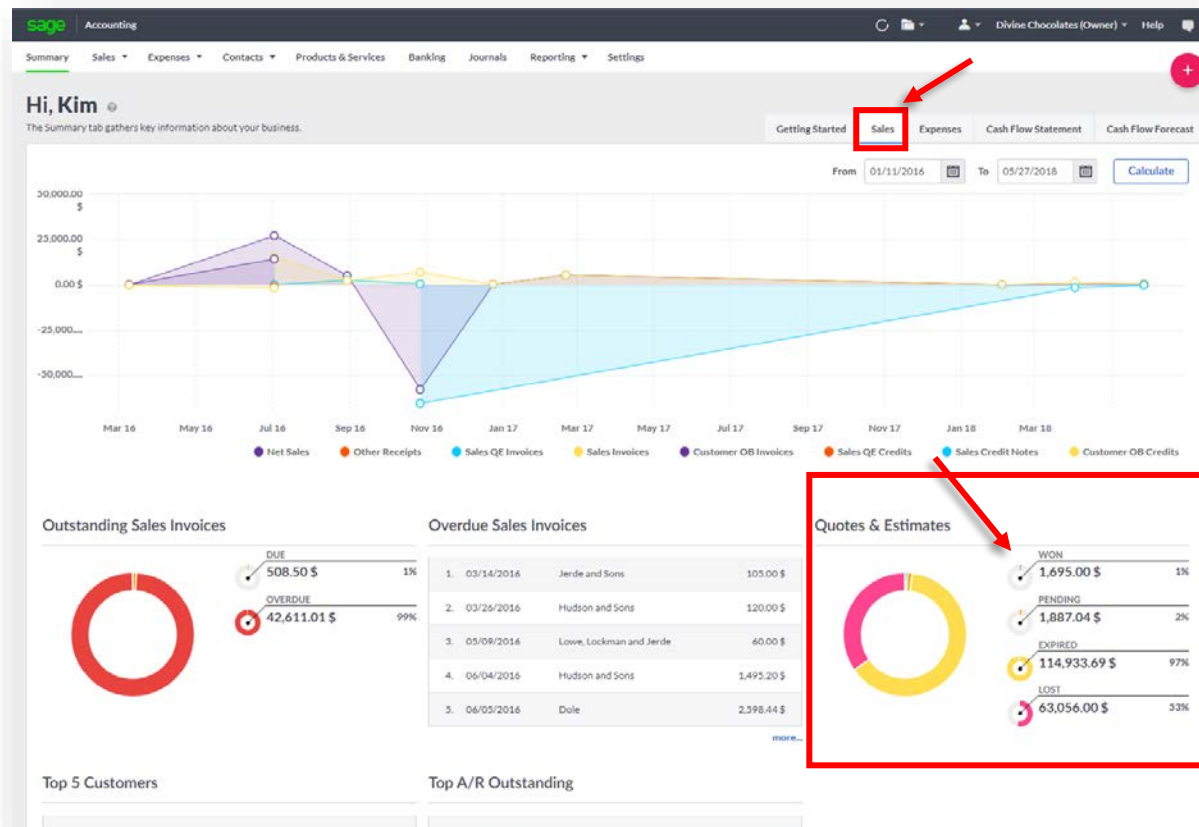 sage Accounting Divine Chocolates (Owner) Help
Summary Sales Expenses Contacts Products & Services Banking Journals Reporting Settings
+
Hi, Kim
The Summary tab gathers key information about your business.
Getting Started Sales Expenses Cash Flow Statement Cash Flow Forecast
From 01/11/2016 To 05/27/2018 Calculate
50,000.00
$
25,000.00
$
0.00 $
-25,000....
-50,000....
Mar 16 May 16 Jul 16 Sep 16 Nov 16 Jan 17 Mar 17 May 17 Jul 17 Sep 17 Nov 17 Jan 18 Mar 18
Net Sales Other Receipts Sales QE Invoices Sales Invoices Customer OB Invoices Sales QE Credits Sales Credit Notes Customer OB Credits
Outstanding Sales Invoices
DUE
508.50 $ 1%
OVERDUE
42,611.01 $ 99%
Overdue Sales Invoices
1. 03/14/2016 Jerde and Sons 105.00 $
2. 03/26/2016 Hudson and Sons 120.00 $
3. 05/09/2016 Lowe, Lockman and Jerde 60.00 $
4. 06/04/2016 Hudson and Sons 1,495.20 $
5. 06/05/2016 Dole 2,598.44 $
more...
Quotes & Estimates
WON
1,695.00 $ 1%
PENDING
1,887.04 $ 2%
EXPIRED
114,933.69 $ 97%
LOST
63,056.00 $ 53%
Top 5 Customers
Top A/R Outstanding